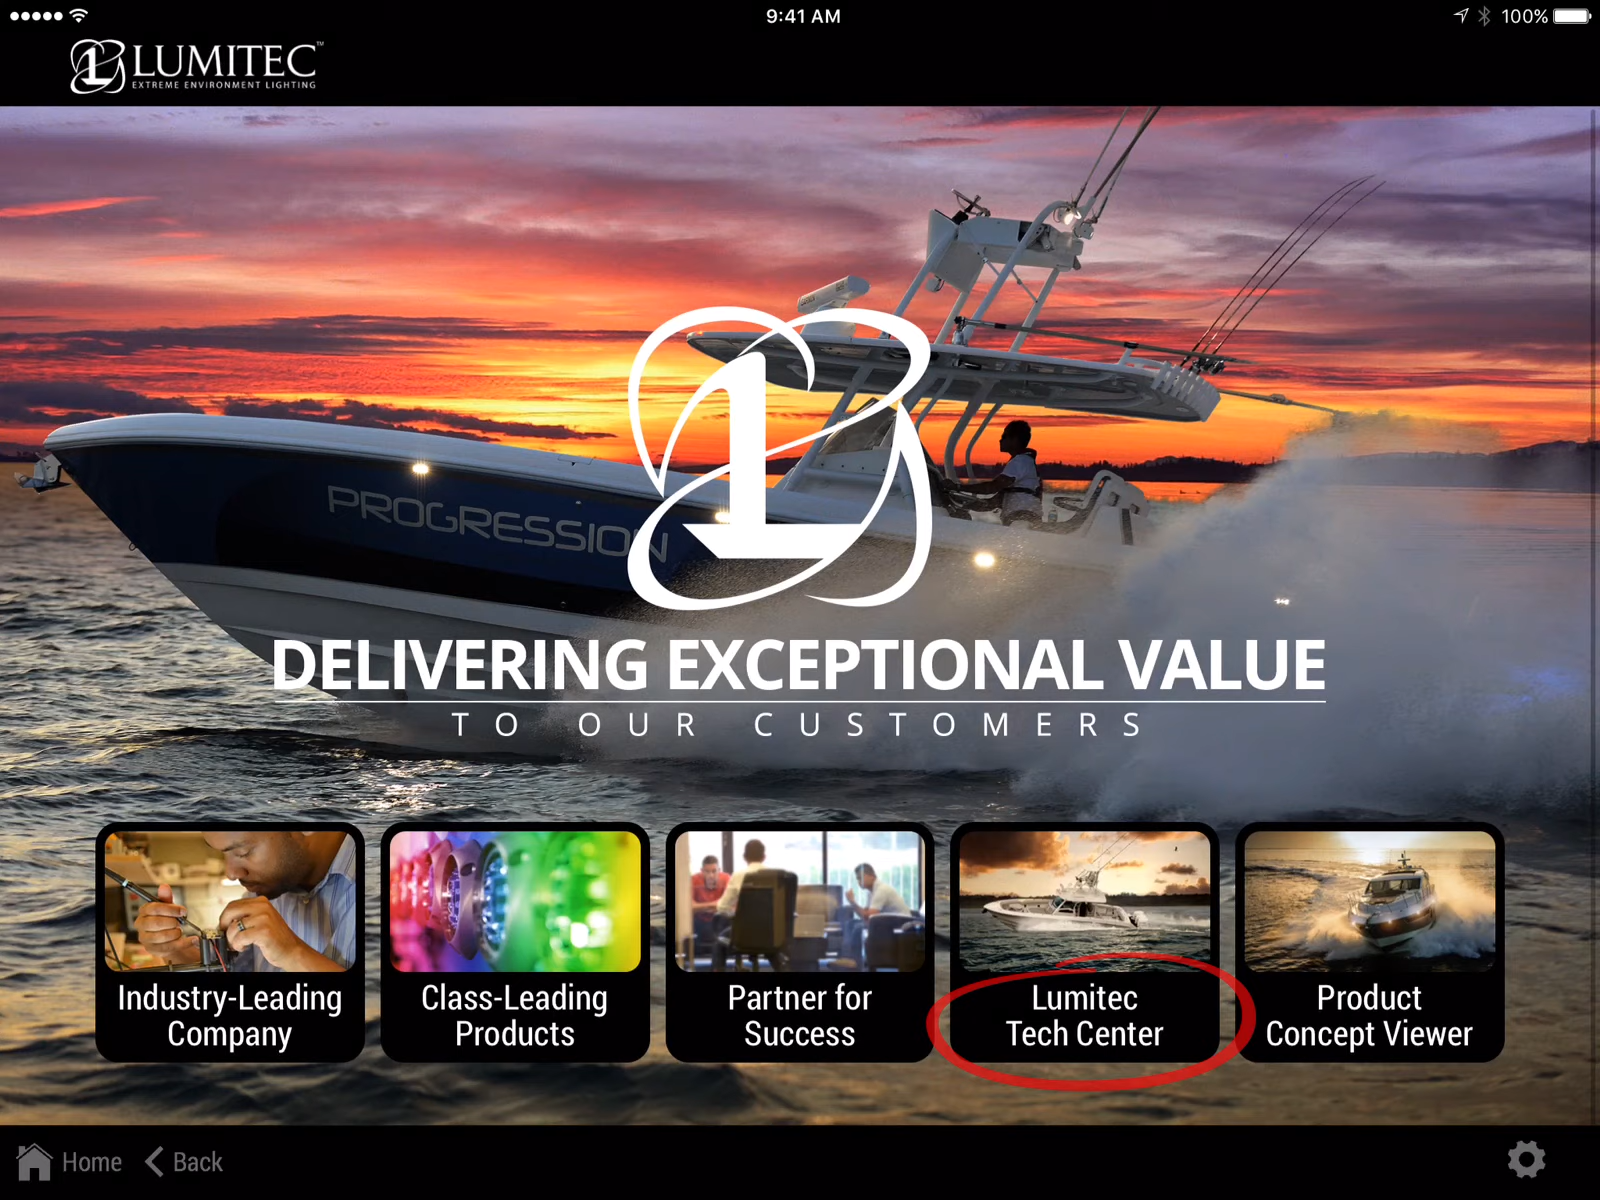 9:41 AM
100%
LUMITEC™
EXTREME ENVIRONMENT LIGHTING
PROGRESSION
DELIVERING EXCEPTIONAL VALUE
TO OUR CUSTOMERS
Industry-Leading
Company
Class-Leading
Products
Partner for
Success
Lumitec
Tech Center
Product
Concept Viewer
Home
Back